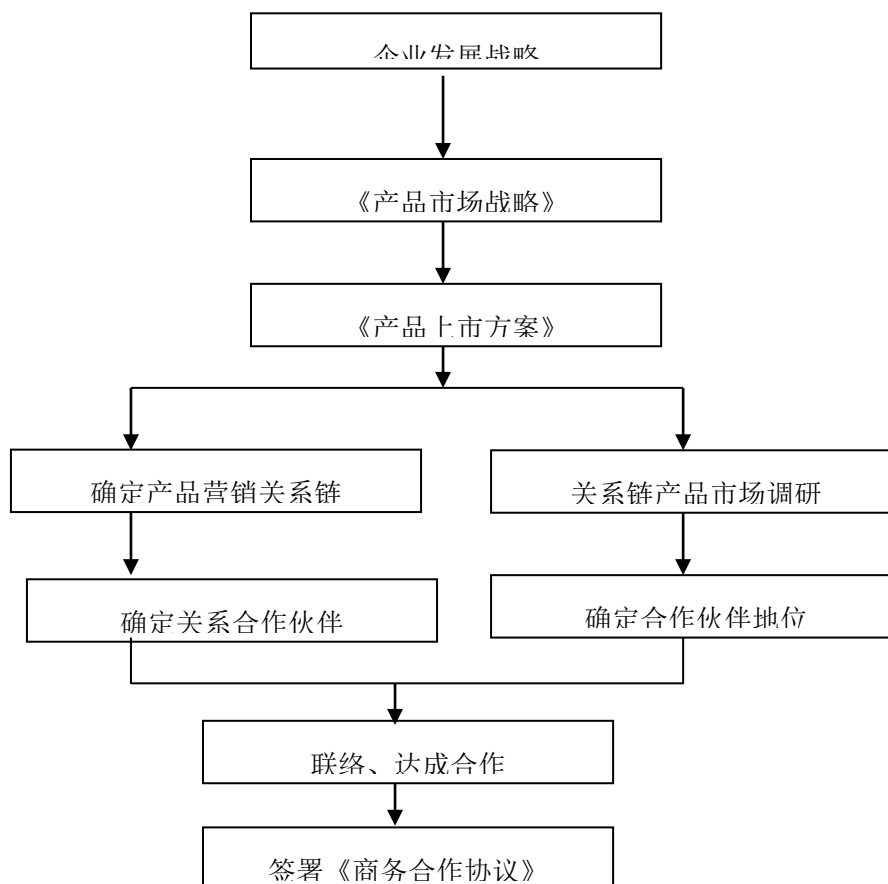 企业发展战略
《产品市场战略》
《产品上市方案》
确定产品营销关系链
关系链产品市场调研
确定关系合作伙伴
确定合作伙伴地位
联络、达成合作
签署《商务合作协议》